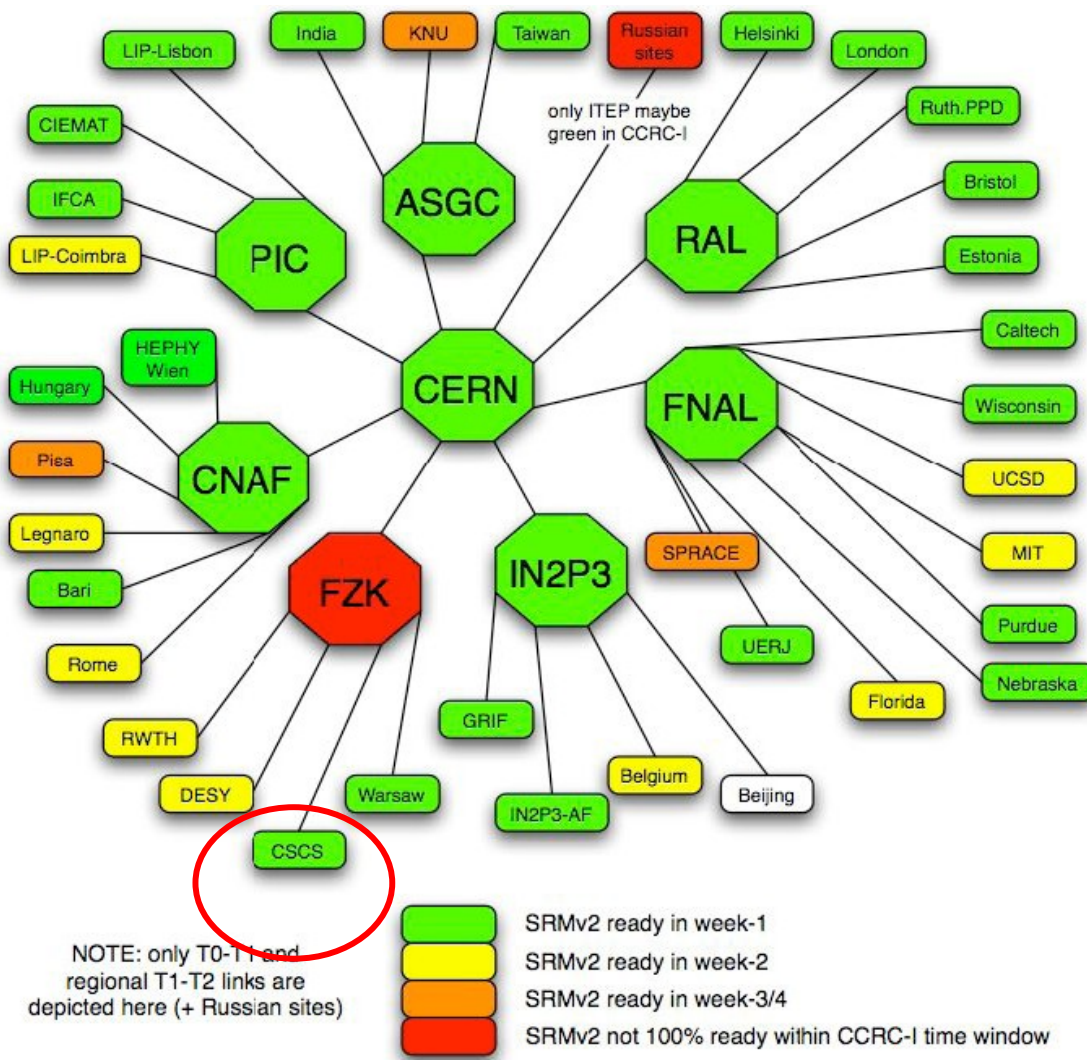 India
KNU
Taiwan
Russian
sites
Helsinki
London
LIP-Lisbon
only ITEP maybe
green in CCRC-I
Ruth.PPD
CIEMAT
ASGC
Bristol
IFCA
RAL
LIP-Coimbra
PIC
Estonia
HEPHY
Wien
Hungary
CERN
Caltech
FNAL
Wisconsin
Pisa
CNAF
UCSD
Legnaro
SPRACE
MIT
Bari
FZK
IN2P3
Purdue
UERJ
Rome
Nebraska
Florida
GRIF
RWTH
Belgium
DESY
Warsaw
IN2P3-AF
Beijing
CSCS
NOTE: only T0-T1 and
regional T1-T2 links are
depicted here (+ Russian sites)
SRMv2 ready in week-1
SRMv2 ready in week-2
SRMv2 ready in week-3/4
SRMv2 not 100% ready within CCRC-I time window